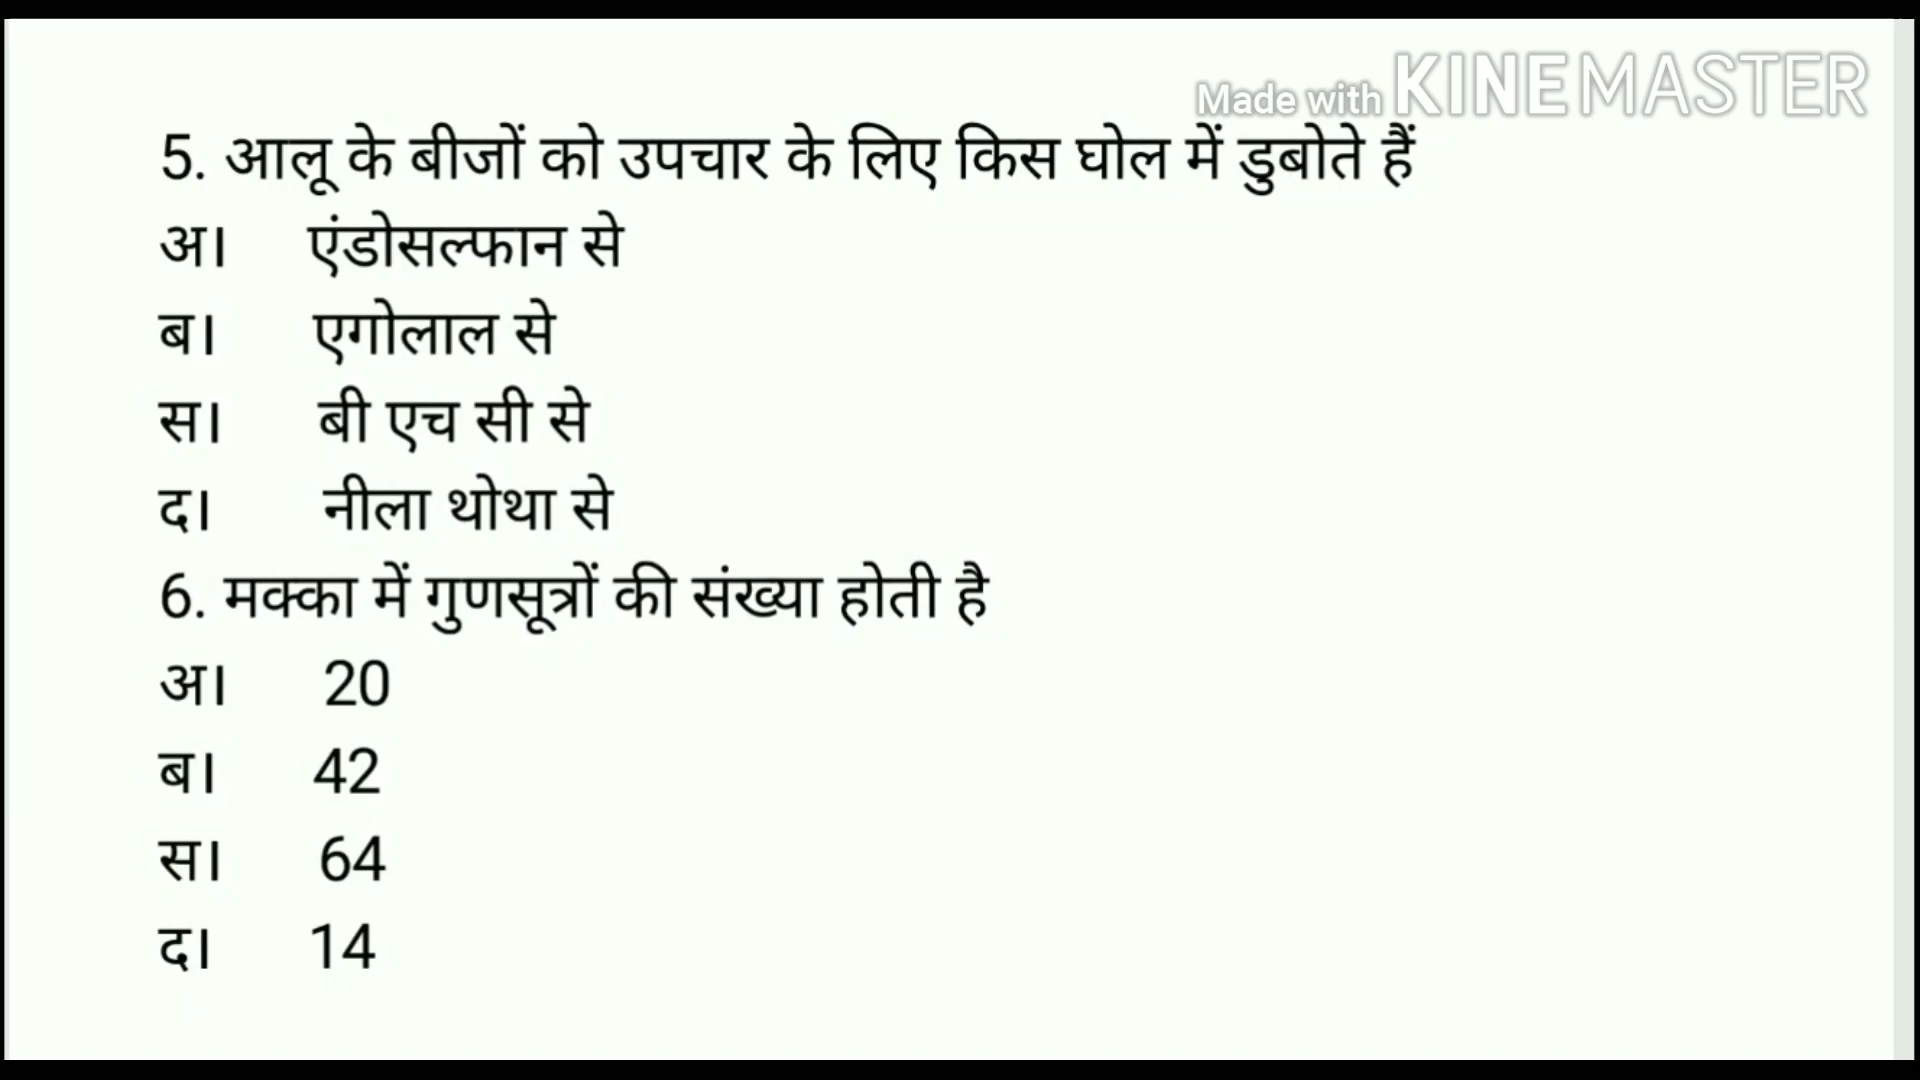 Made with KINEMASTER
5. आलू के बीजों को उपचार के लिए किस घोल में डुबोते हैं
अ। एंडोसल्फान से
ब। एगोलाल से
स। बी एच सी से
द। नीला थोथा से
6. मक्का में गुणसूत्रों की संख्या होती है
अ। 20
ब। 42
स। 64
द। 14